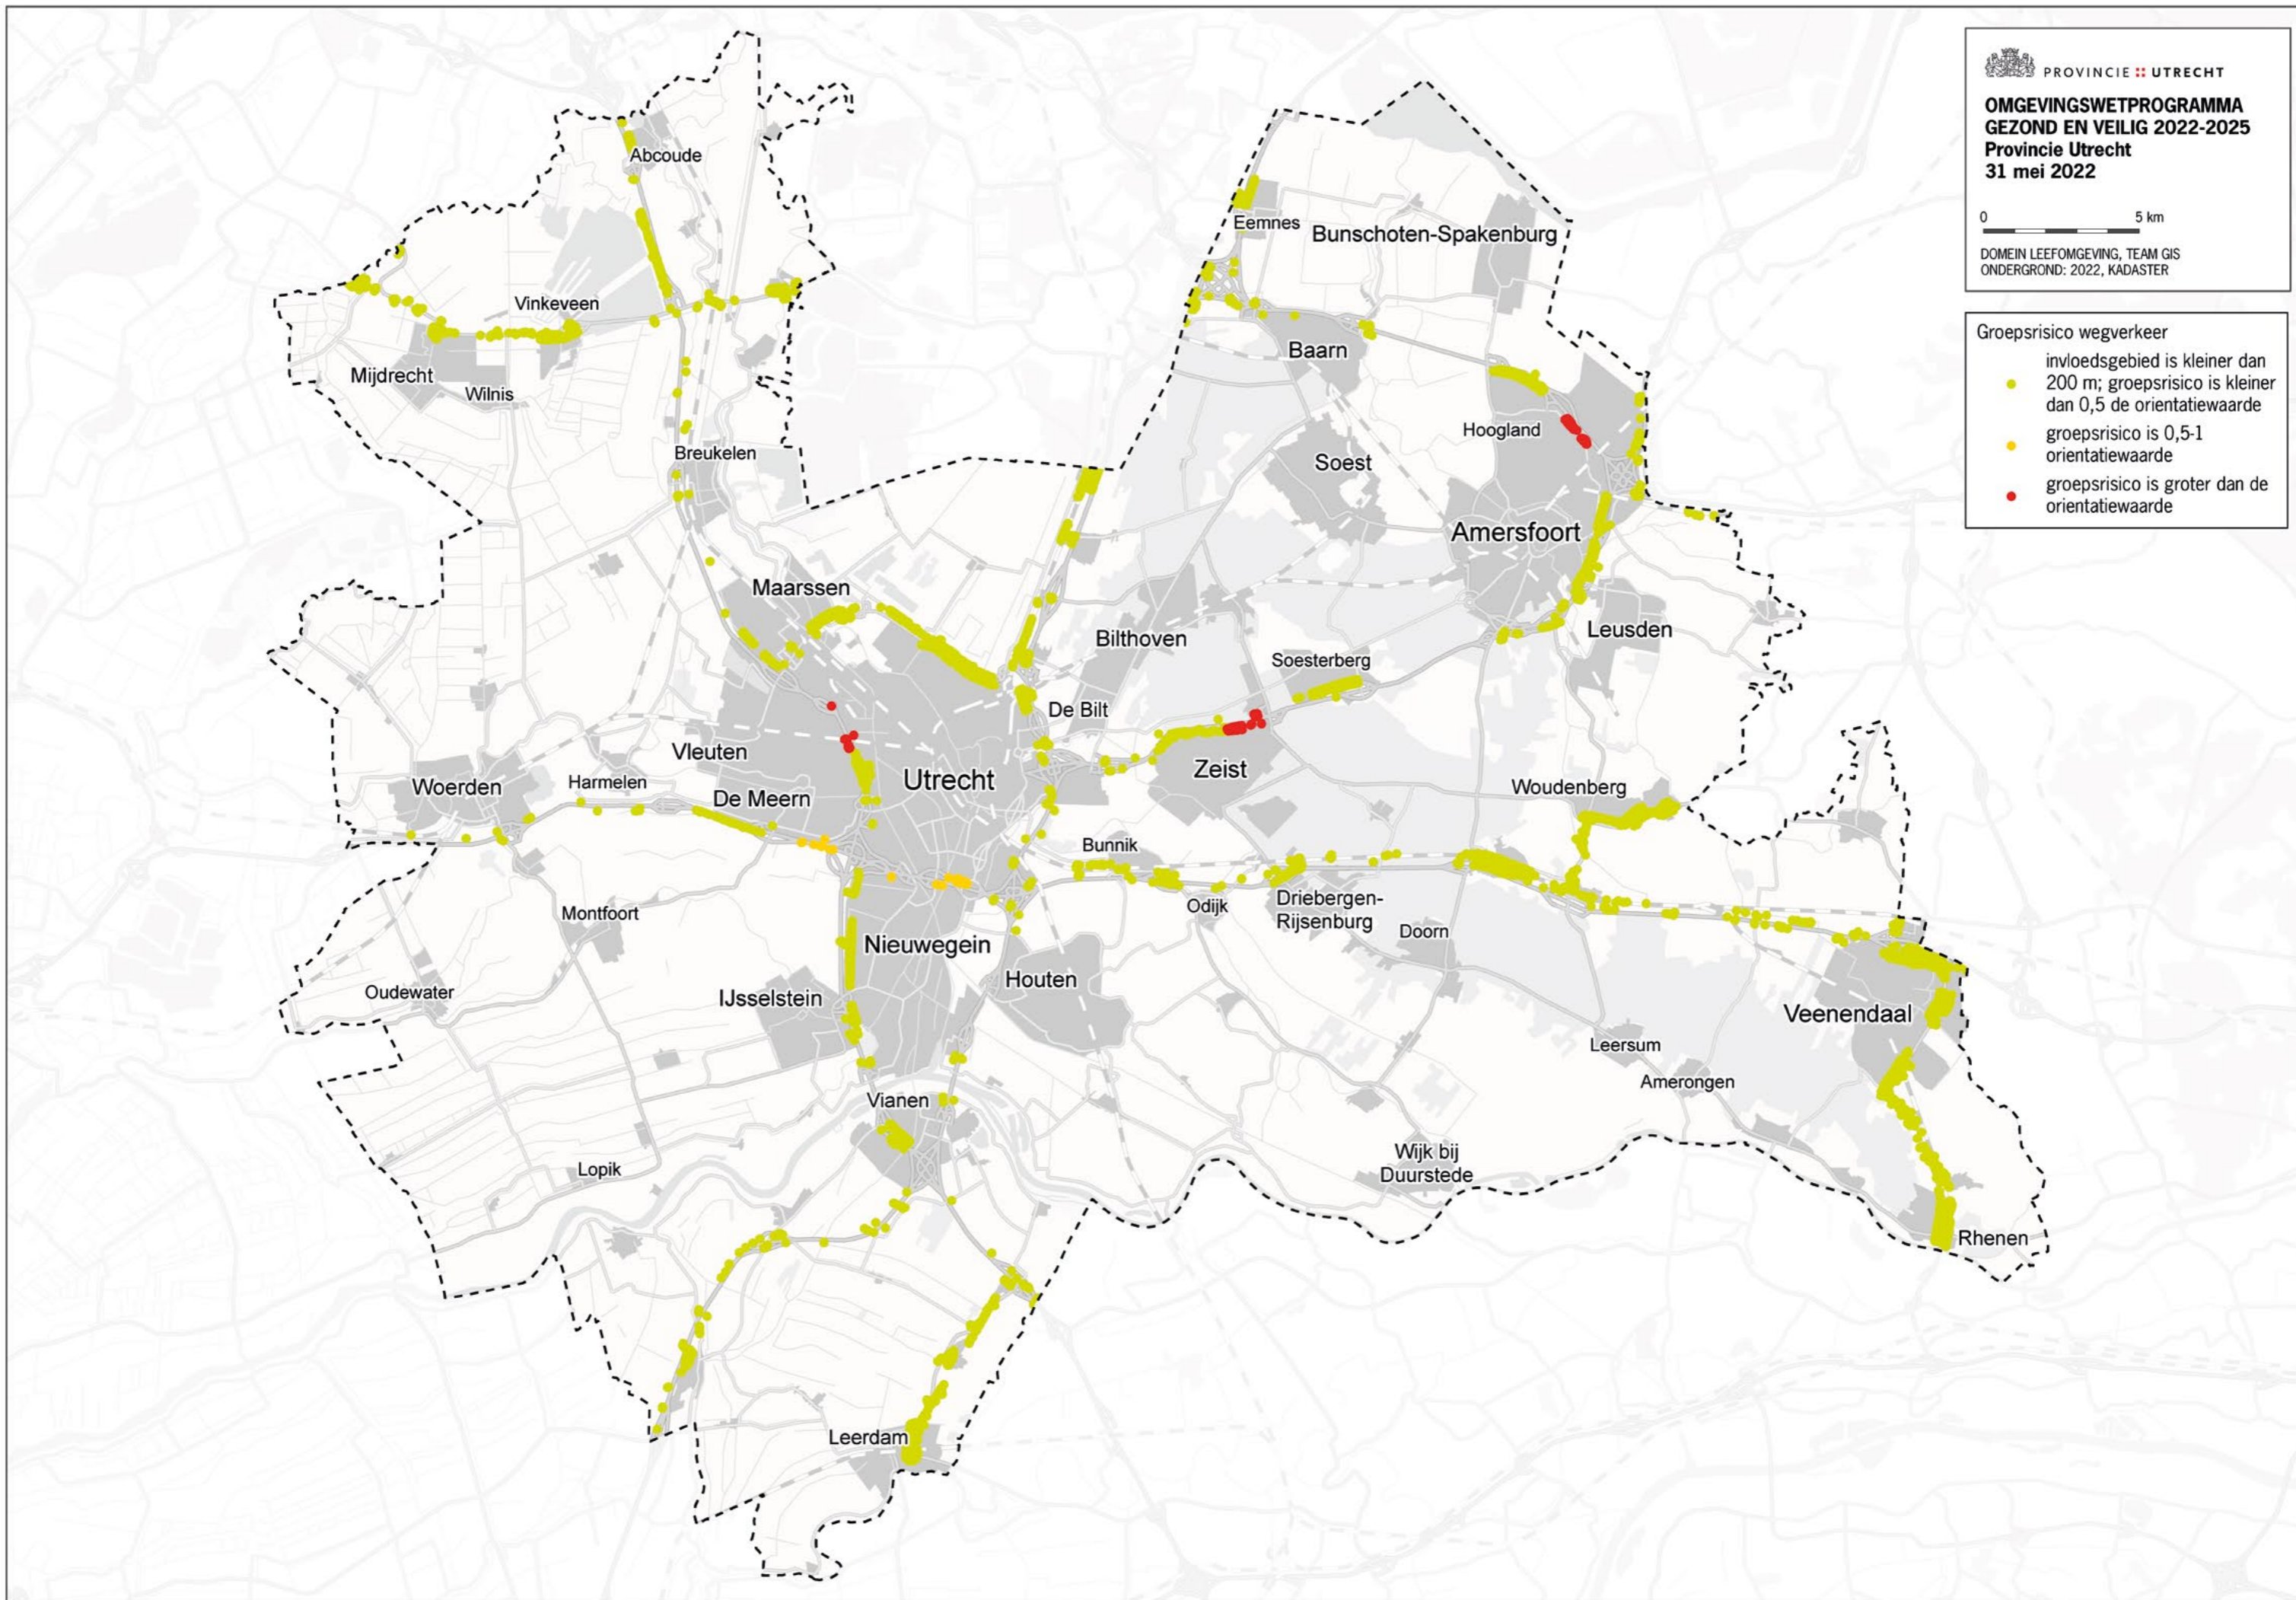 PROVINCIE UTRECHT
OMGEVINGSWETPROGRAMMA
GEZOND EN VEILIG 2022-2025
Provincie Utrecht
31 mei 2022
0 5 km
DOMEIN LEEFOMGEVING, TEAM GIS
ONDERGROND: 2022, KADASTER
Groepsrisico wegverkeer
invloedsgebied is kleiner dan
200 m; groepsrisico is kleiner
dan 0,5 de orientatiewaarde
groepsrisico is 0,5-1
orientatiewaarde
groepsrisico is groter dan de
orientatiewaarde
Abcoude
Eemnes
Bunschoten-Spakenburg
Vinkeveen
Baarn
Mijdrecht
Wilnis
Hoogland
Breukelen
Soest
Amersfoort
Maarssen
Leusden
Bilthoven
Soesterberg
De Bilt
Vleuten
Zeist
Utrecht
Harmelen
Woerden
Woudenberg
De Meern
Bunnik
Driebergen-
Rijsenburg
Odijk
Montfoort
Doorn
Nieuwegein
Houten
Oudewater
IJsselstein
Veenendaal
Leersum
Amerongen
Vianen
Wijk bij
Duurstede
Lopik
Rhenen
Leerdam